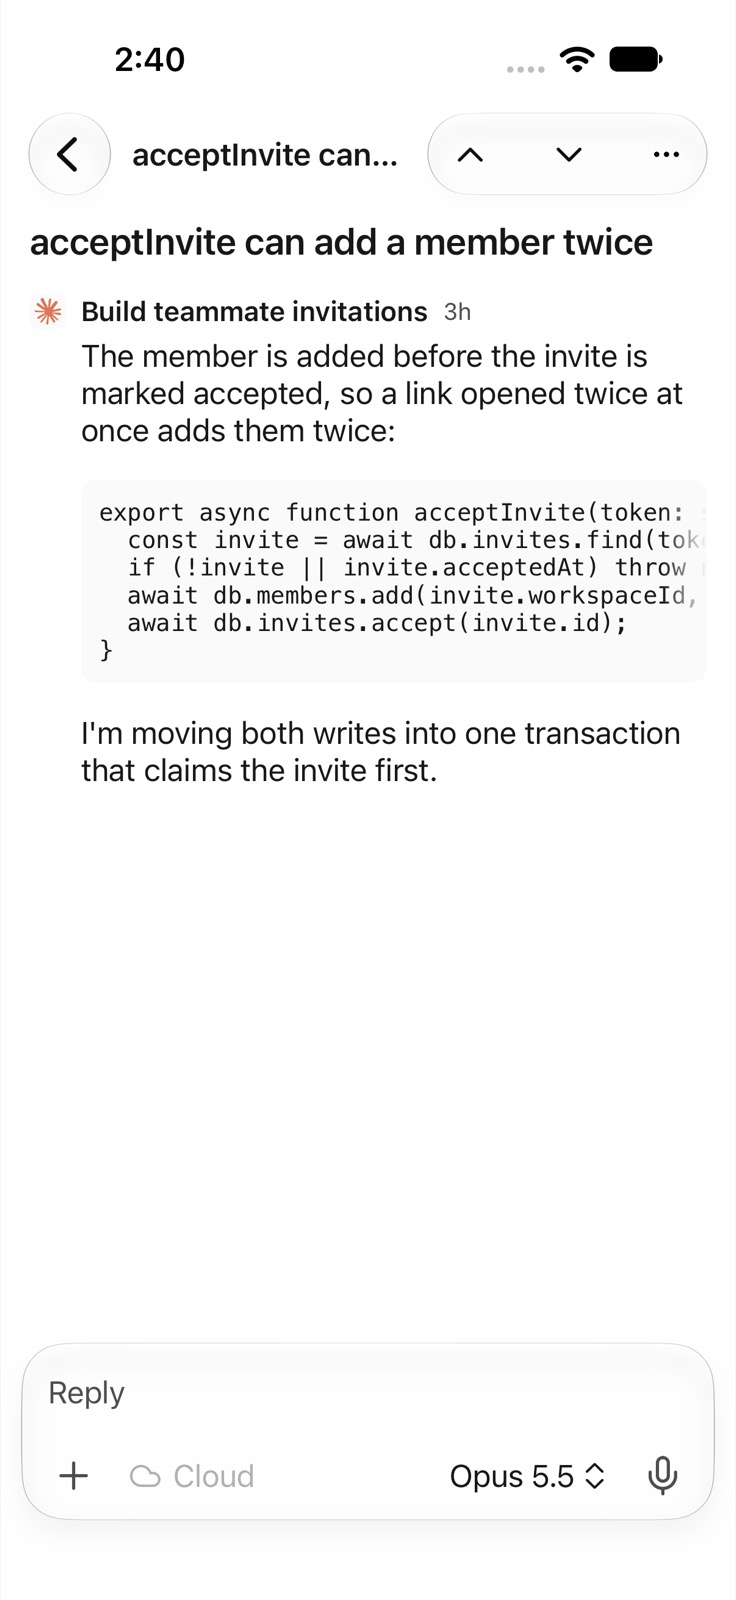 2:40
acceptInvite can...
acceptInvite can add a member twice
Build teammate invitations 3h
The member is added before the invite is
marked accepted, so a link opened twice at
once adds them twice:
export async function acceptInvite(token:
const invite = await db.invites.find(tok
if (!invite || invite.acceptedAt) throw
await db.members.add(invite.workspaceId,
await db.invites.accept(invite.id);
}
I'm moving both writes into one transaction
that claims the invite first.
Reply
Cloud
Opus 5.5